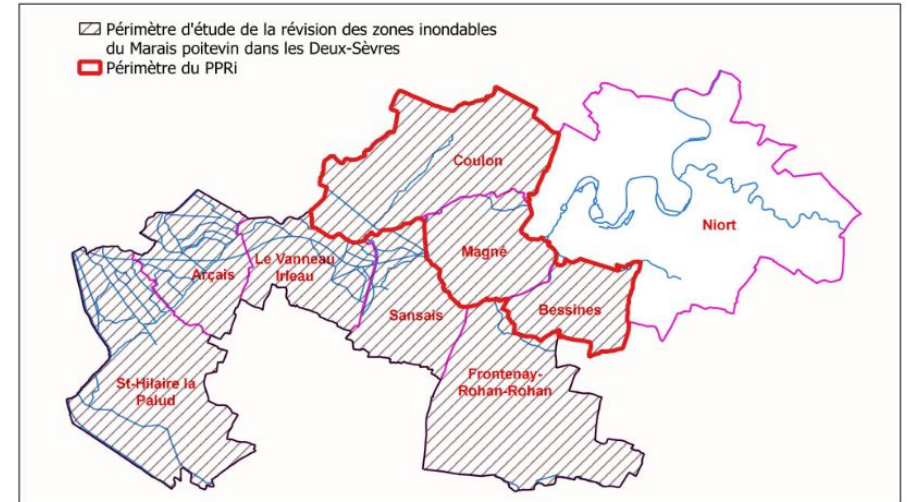 Périmètre d'étude de la révision des zones inondables
du Marais poitevin dans les Deux-Sèvres
Périmètre du PPRi
Coulon
Niort
Magné
Le Vanneau
Irleau
Arçais
Bessines
Sansais
Frontenay-
Rohan-Rohan
St-Hilaire la
Palud